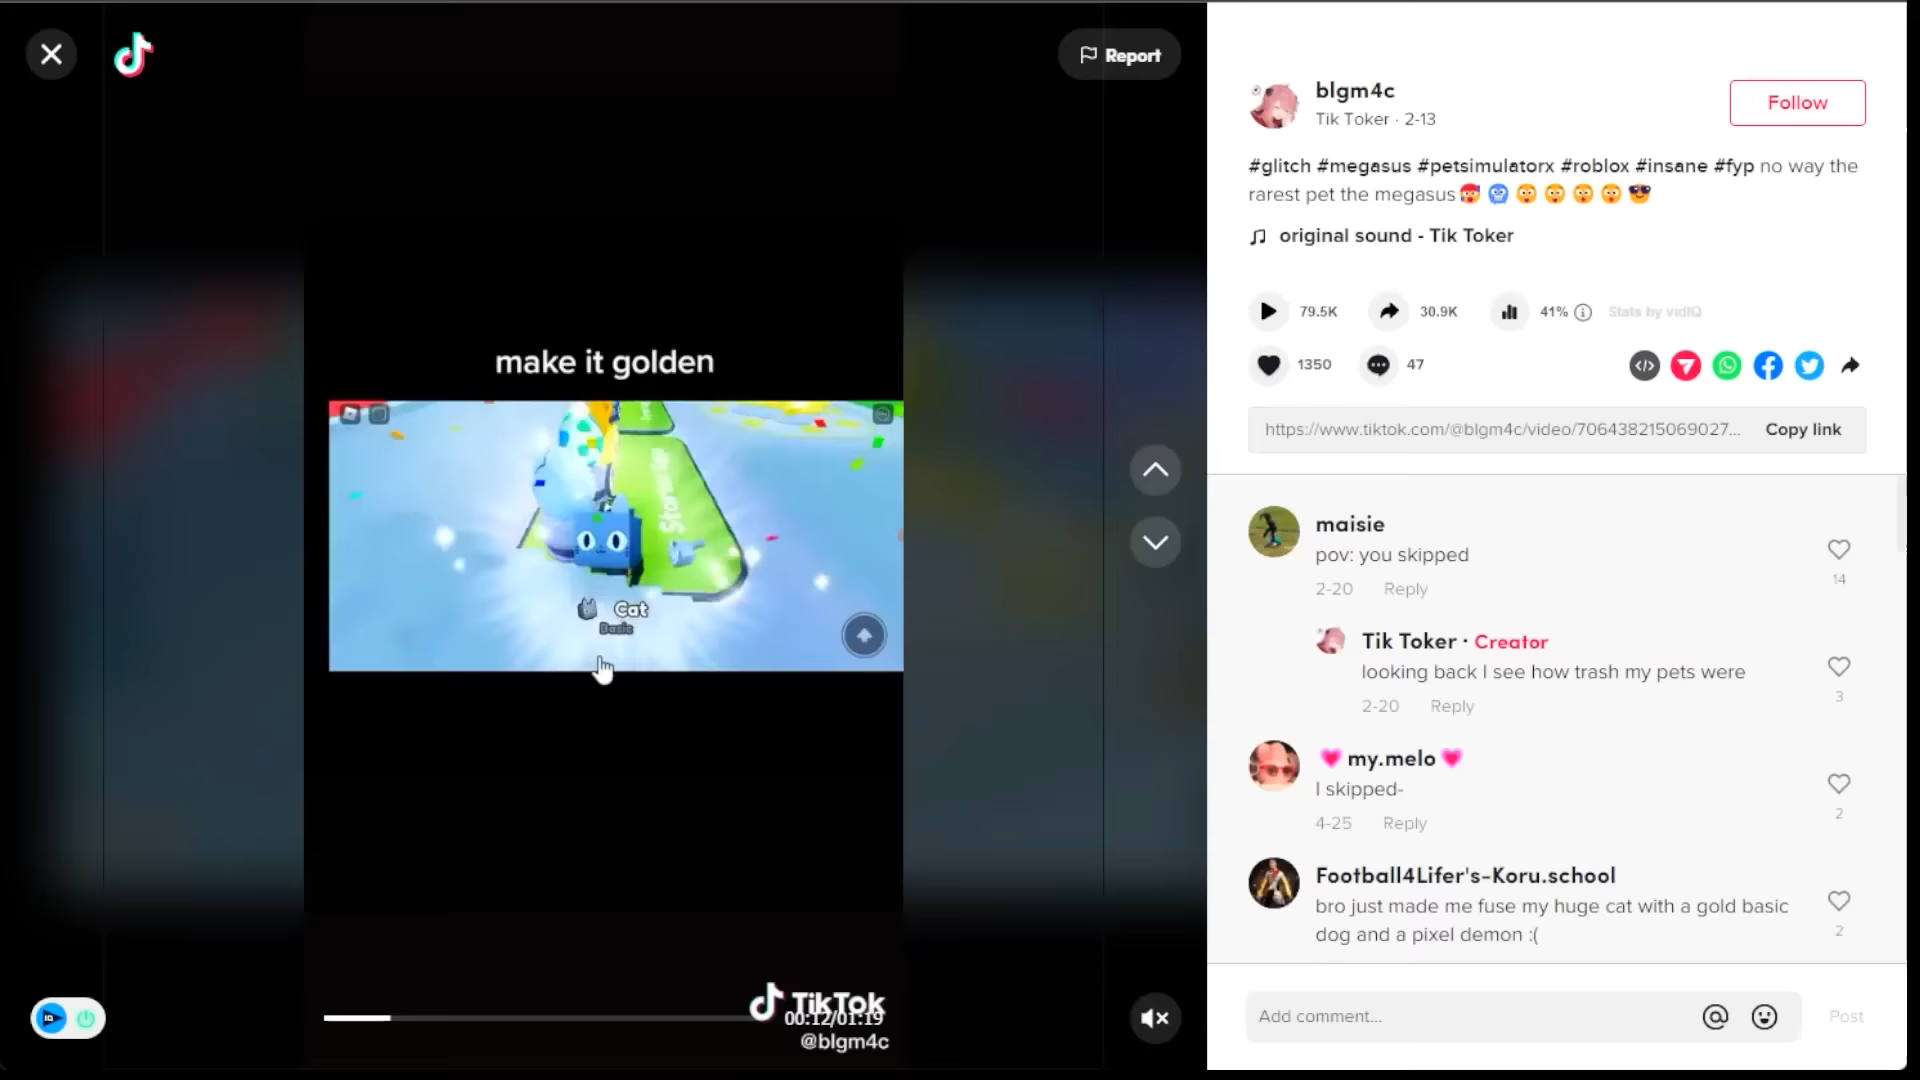 Report
make it golden
Cat
Basic
TikTok
00:12/01:19
@blgm4c
blgm4c
Tik Toker · 2-13
Follow
#glitch #megasus #petsimulatorx #roblox #insane #fyp no way the
rarest pet the megasus
original sound - Tik Toker
79.5K
30.9K
41%
Stats by vidIQ
1350
47
https://www.tiktok.com/@blgm4c/video/706438215069027...
Copy link
maisie
pov: you skipped
2-20 Reply
14
Tik Toker · Creator
looking back I see how trash my pets were
2-20 Reply
3
my.melo
I skipped-
4-25 Reply
2
Football4Lifer's-Koru.school
bro just made me fuse my huge cat with a gold basic
dog and a pixel demon :(
2
Add comment...
Post